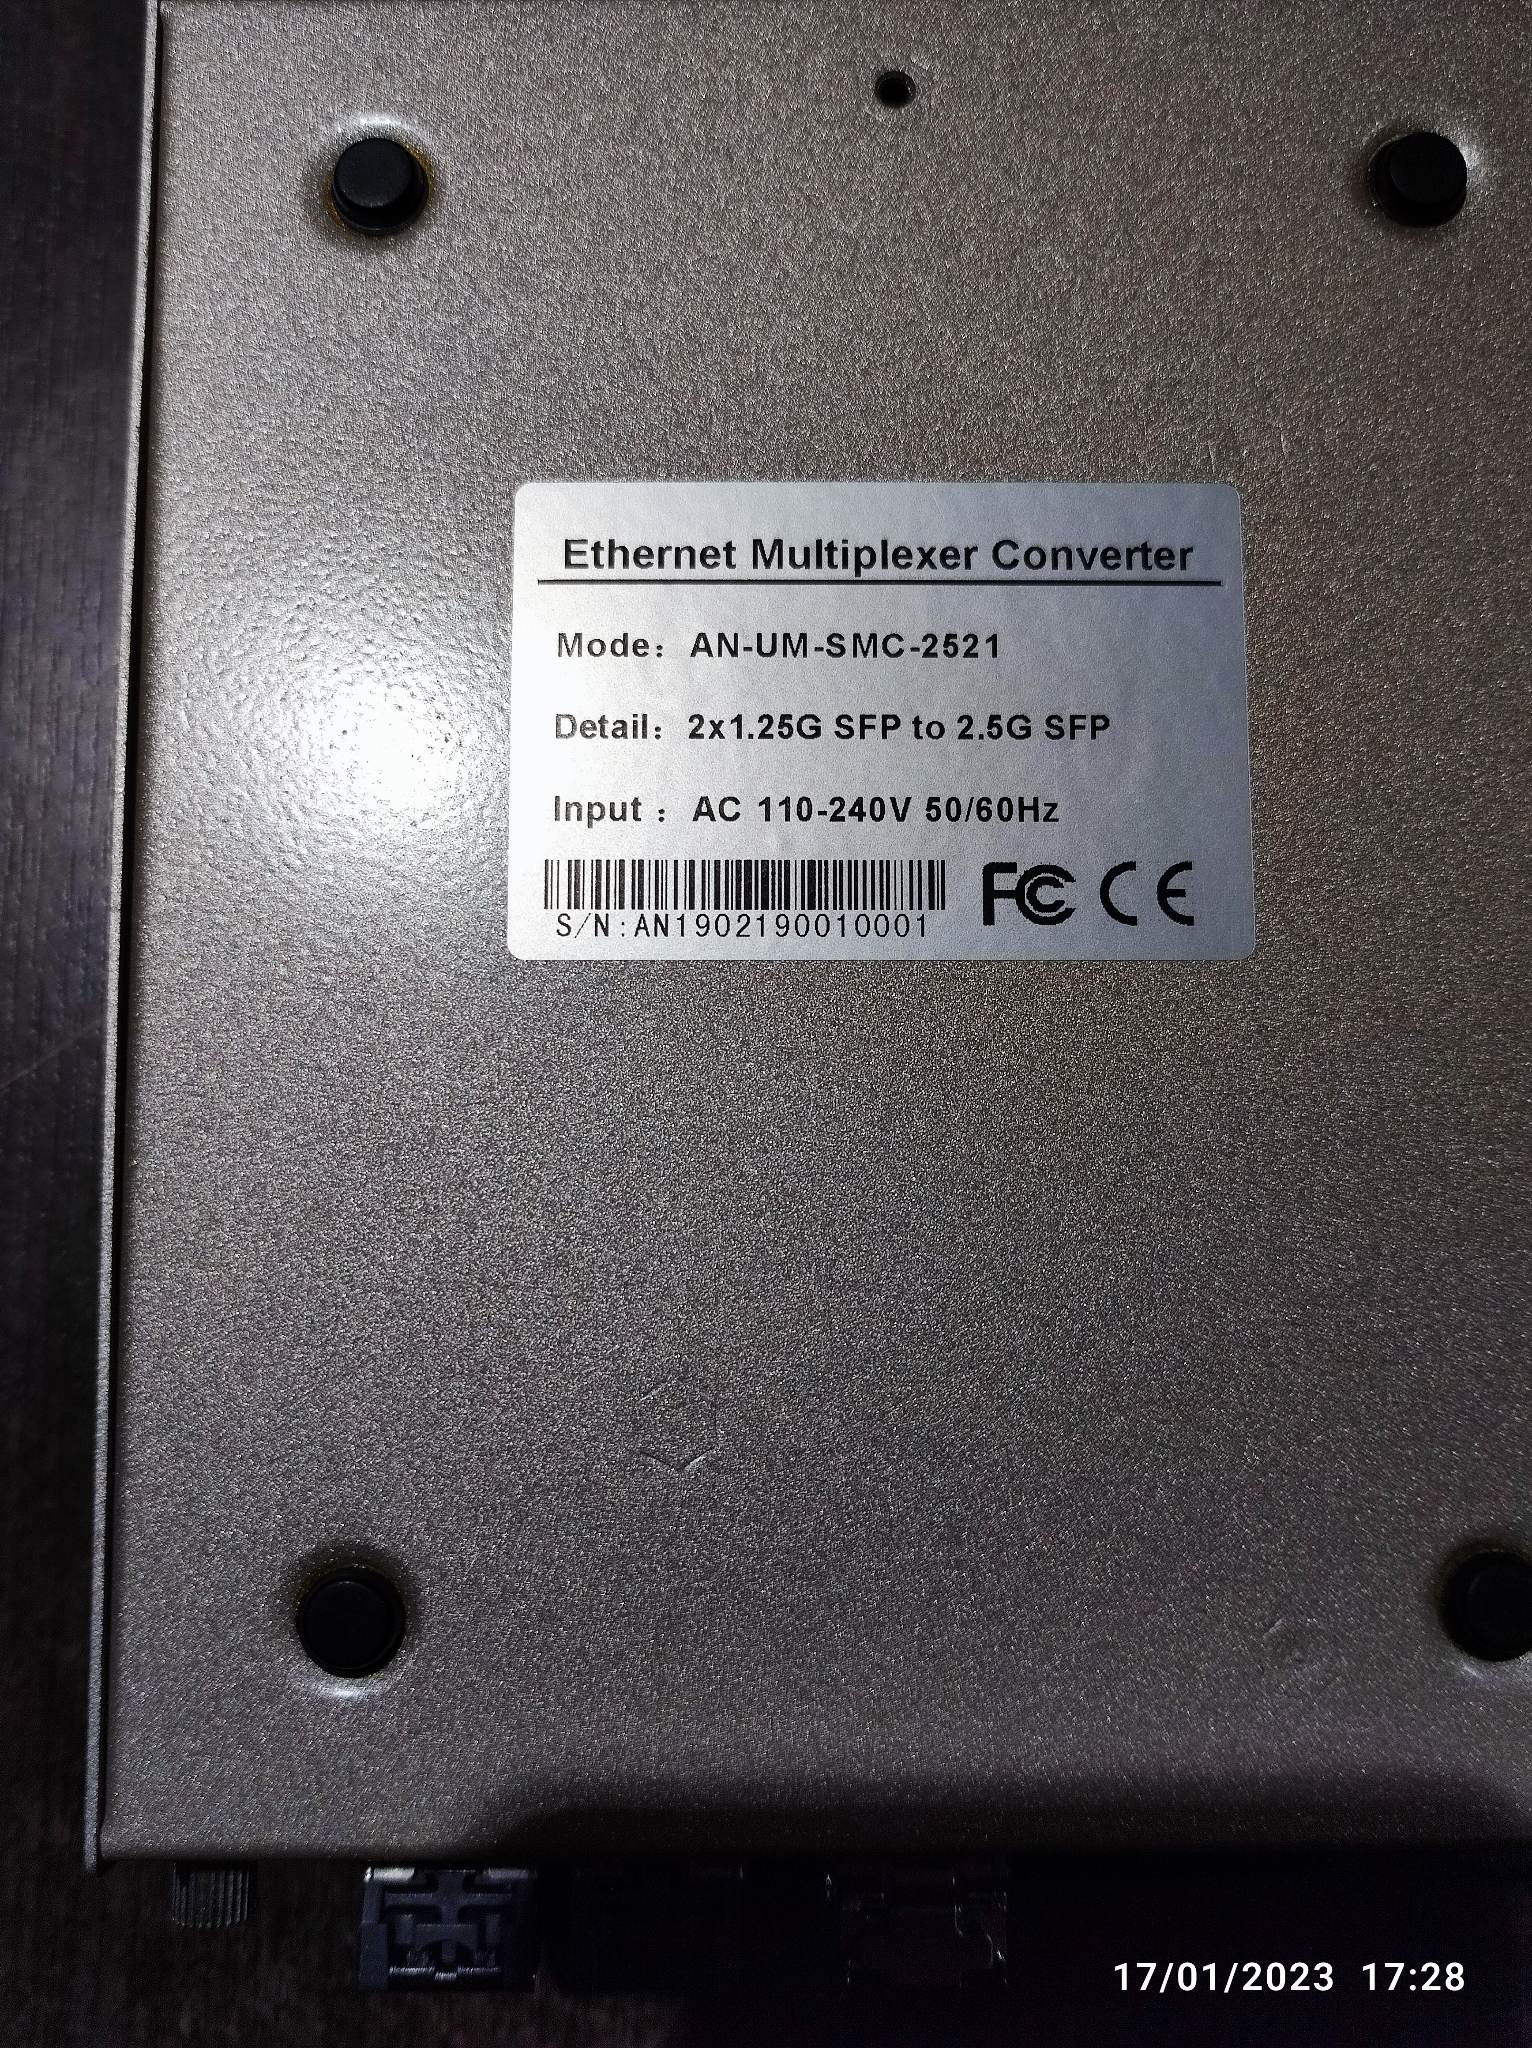 Ethernet Multiplexer Converter
Mode: AN-UM-SMC-2521
Detail: 2x1.25G SFP to 2.5G SFP
Input : AC 110-240V 50/60Hz
S/N:AN1902190010001
FC CE
17/01/2023 17:28